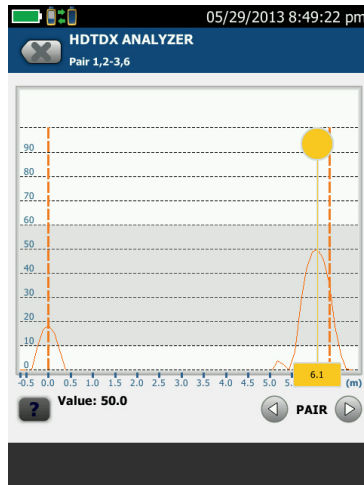 05/29/2013 8:49:22 pm
HDTDX ANALYZER
Pair 1,2-3,6
90
80
70
60
50
40
30
20
10
0
-0.5 0.0 0.5 1.0 1.5 2.0 2.5 3.0 3.5 4.0 4.5 5.0 5. 6.1 (m)
? Value: 50.0 PAIR